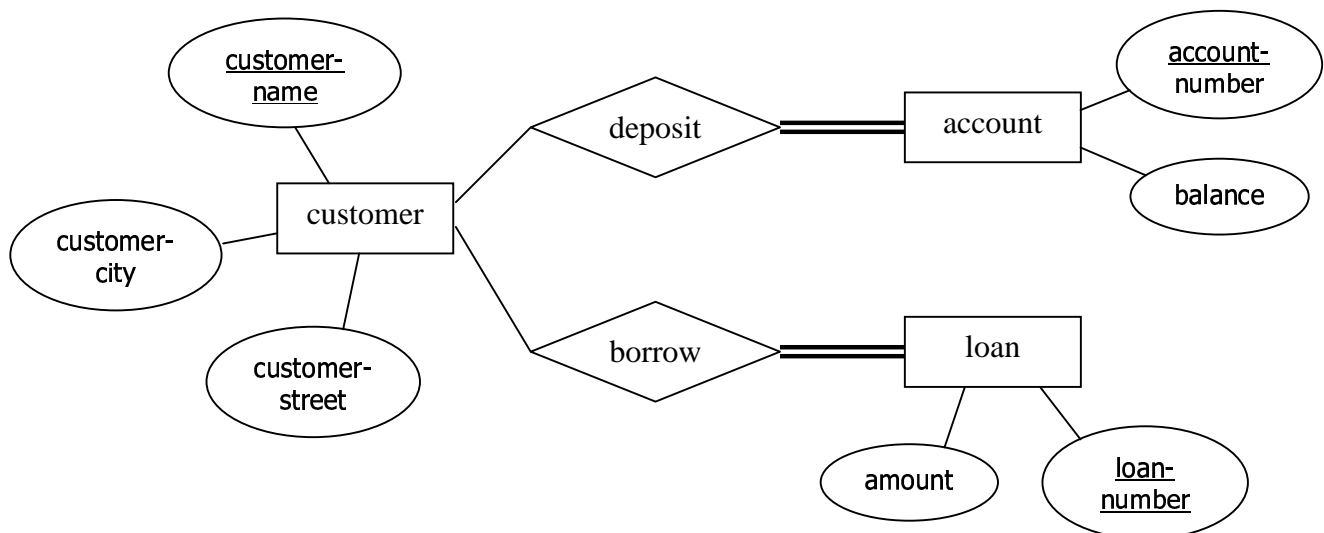 customer-
name
deposit
account
account-
number
balance
customer
customer-
city
customer-
street
borrow
loan
amount
loan-
number